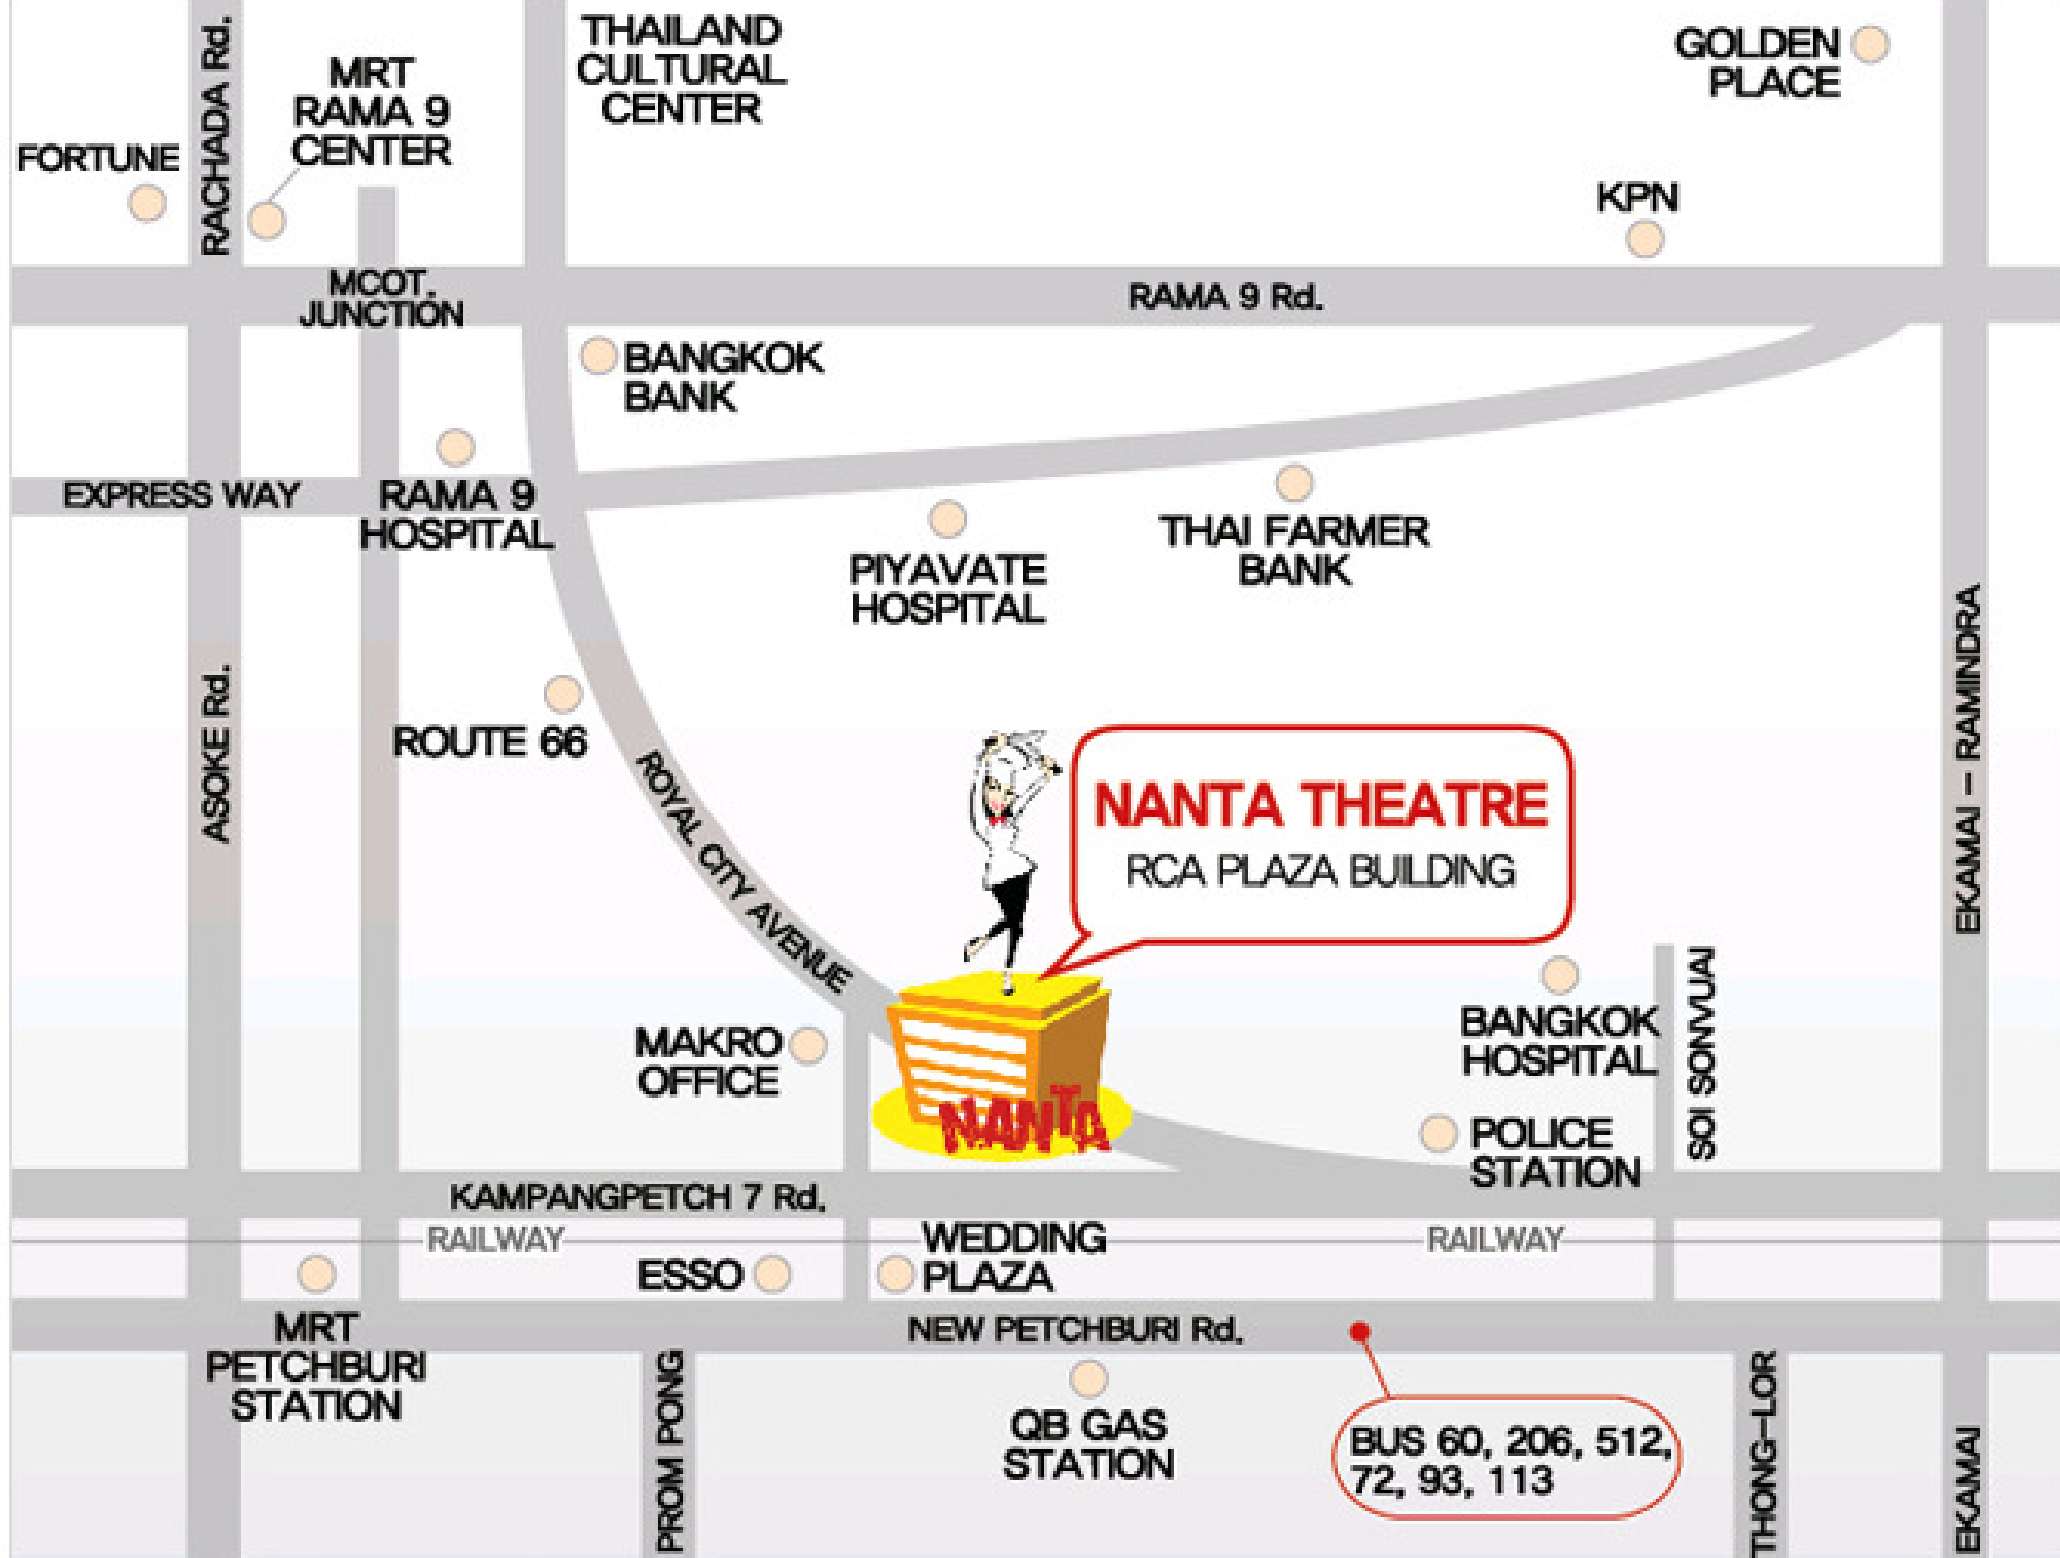 RACHADA Rd.
MRT
RAMA 9
CENTER
THAILAND
CULTURAL
CENTER
GOLDEN
PLACE
FORTUNE
KPN
MCOT.
JUNCTION
RAMA 9 Rd.
BANGKOK
BANK
EXPRESS WAY
RAMA 9
HOSPITAL
PIYAVATE
HOSPITAL
THAI FARMER
BANK
ASOKE Rd.
ROUTE 66
ROYAL CITY AVENUE
NANTA THEATRE
RCA PLAZA BUILDING
EKAMAI – RAMINDRA
MAKRO
OFFICE
NANTA
BANGKOK
HOSPITAL
SOI SONVUAI
POLICE
STATION
KAMPANGPETCH 7 Rd.
RAILWAY
WEDDING
PLAZA
RAILWAY
ESSO
MRT
PETCHBURI
STATION
NEW PETCHBURI Rd.
PROM PONG
QB GAS
STATION
BUS 60, 206, 512,
72, 93, 113
THONG–LOR
EKAMAI